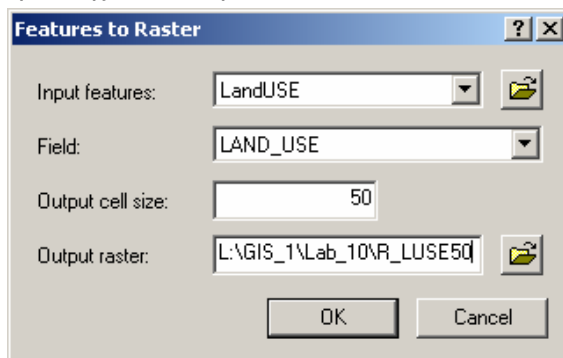 Features to Raster ? X
Input features: LandUSE
Field: LAND_USE
Output cell size: 50
Output raster: L:\GIS_1\Lab_10\R_LUSE50
OK Cancel